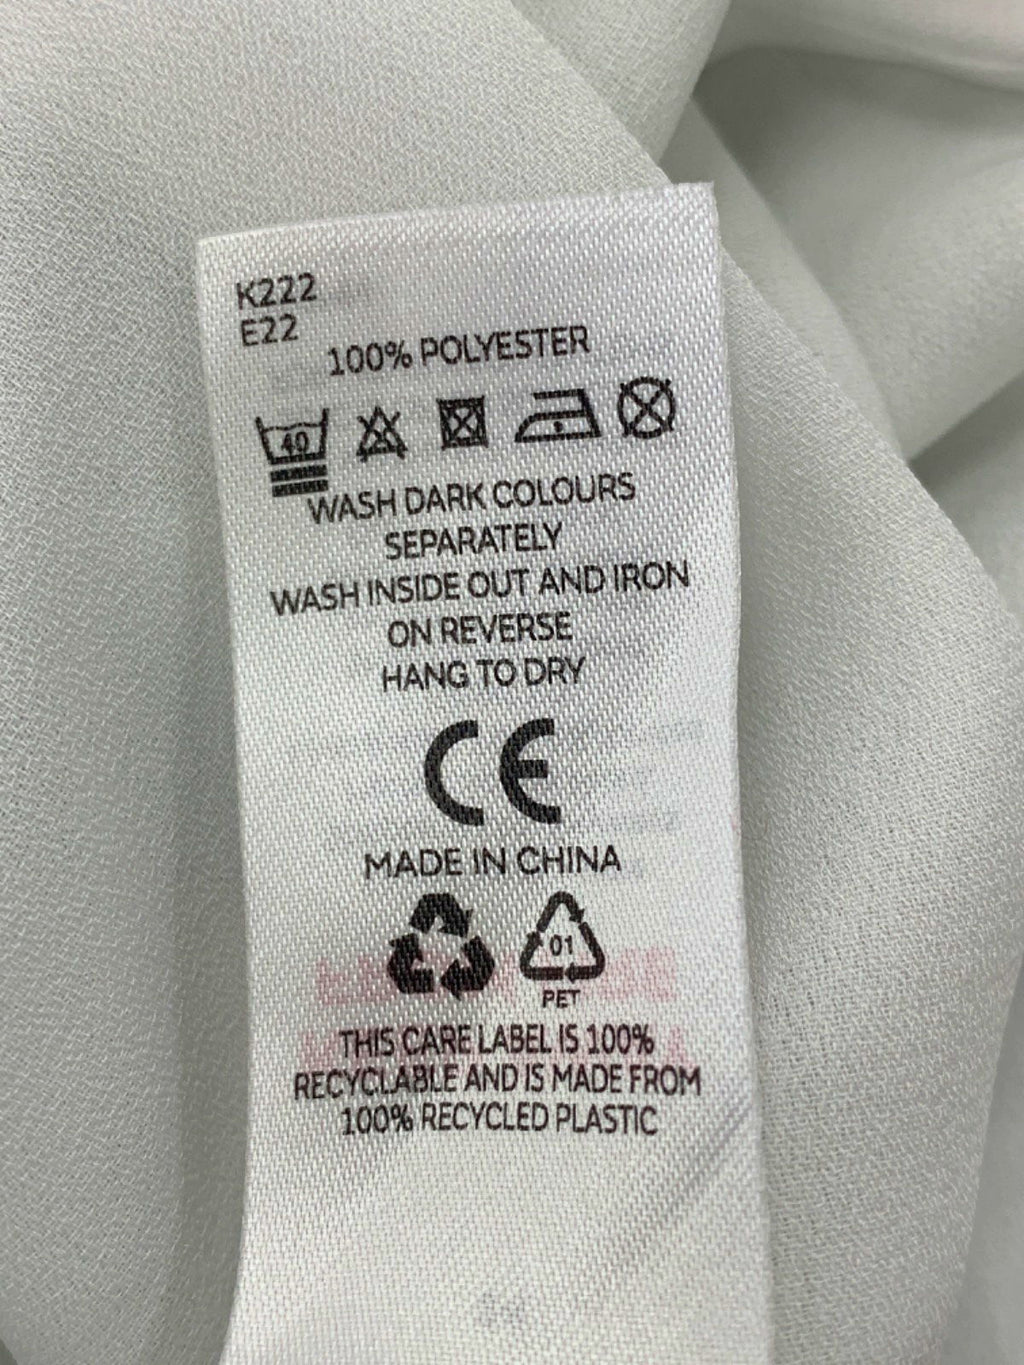 K222
E22
100% POLYESTER
40
WASH DARK COLOURS
SEPARATELY
WASH INSIDE OUT AND IRON
ON REVERSE
HANG TO DRY
CE
MADE IN CHINA
01
PET
THIS CARE LABEL IS 100%
RECYCLABLE AND IS MADE FROM
100% RECYCLED PLASTIC